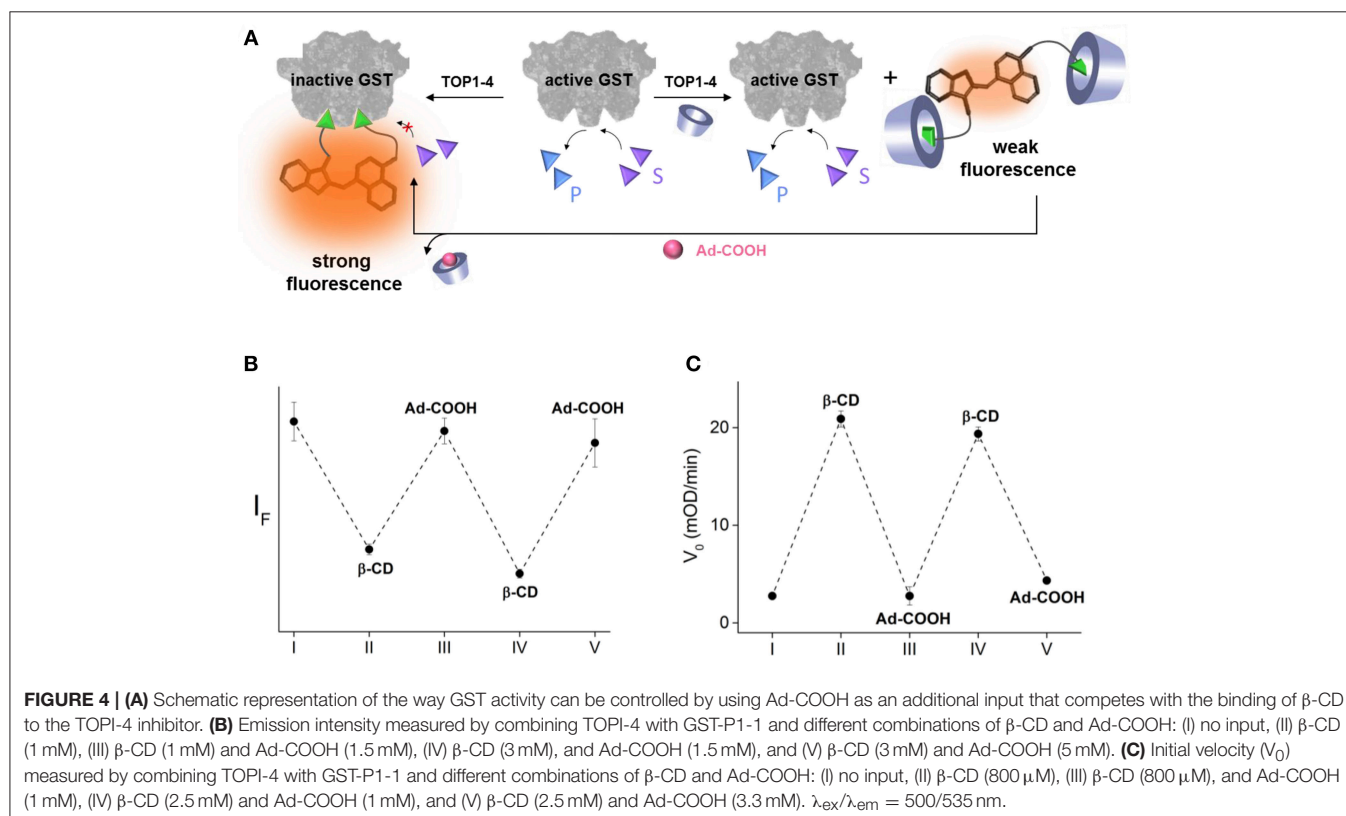 A
inactive GST
TOP1-4
active GST
TOP1-4
active GST
+
P
S
P
S
weak
fluorescence
strong
fluorescence
Ad-COOH
B
I_F
Ad-COOH
Ad-COOH
β-CD
β-CD
I II III IV V
C
V_0 (mOD/min)
20
10
0
β-CD
β-CD
Ad-COOH
Ad-COOH
I II III IV V
FIGURE 4 | (A) Schematic representation of the way GST activity can be controlled by using Ad-COOH as an additional input that competes with the binding of β-CD
to the TOPI-4 inhibitor. (B) Emission intensity measured by combining TOPI-4 with GST-P1-1 and different combinations of β-CD and Ad-COOH: (I) no input, (II) β-CD
(1 mM), (III) β-CD (1 mM) and Ad-COOH (1.5 mM), (IV) β-CD (3 mM), and Ad-COOH (1.5 mM), and (V) β-CD (3 mM) and Ad-COOH (5 mM). (C) Initial velocity (V_0)
measured by combining TOPI-4 with GST-P1-1 and different combinations of β-CD and Ad-COOH: (I) no input, (II) β-CD (800 μM), (III) β-CD (800 μM), and Ad-COOH
(1 mM), (IV) β-CD (2.5 mM) and Ad-COOH (1 mM), and (V) β-CD (2.5 mM) and Ad-COOH (3.3 mM). λex/λem = 500/535 nm.